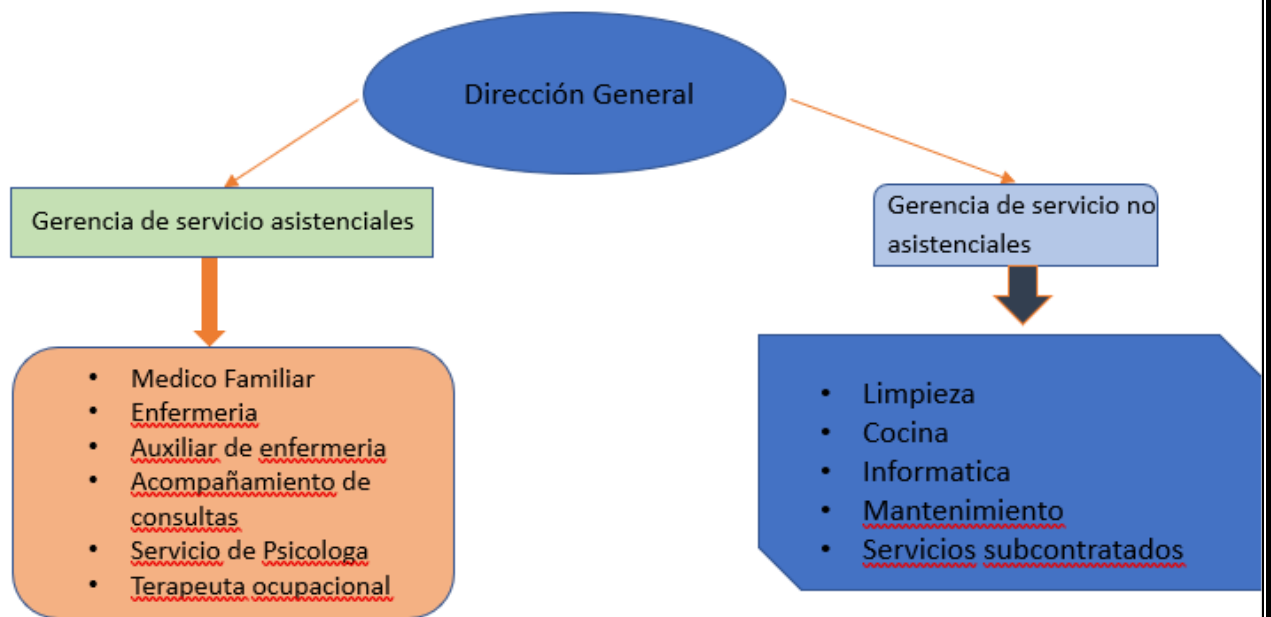 Dirección General
Gerencia de servicio asistenciales
Gerencia de servicio no
asistenciales
• Medico Familiar
• Enfermeria
• Auxiliar de enfermeria
• Acompañamiento de
consultas
• Servicio de Psicologa
• Terapeuta ocupacional
• Limpieza
• Cocina
• Informatica
• Mantenimiento
• Servicios subcontratados